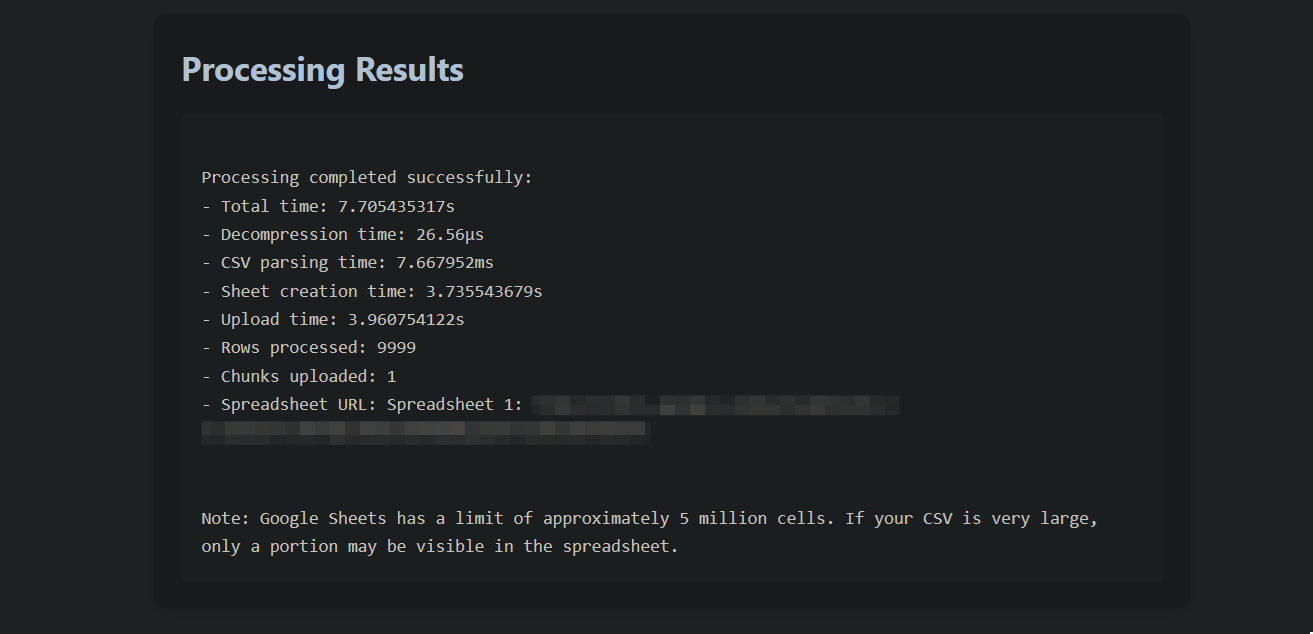 Processing Results
Processing completed successfully:
- Total time: 7.705435317s
- Decompression time: 26.56µs
- CSV parsing time: 7.667952ms
- Sheet creation time: 3.735543679s
- Upload time: 3.960754122s
- Rows processed: 9999
- Chunks uploaded: 1
- Spreadsheet URL: Spreadsheet 1:
Note: Google Sheets has a limit of approximately 5 million cells. If your CSV is very large,
only a portion may be visible in the spreadsheet.